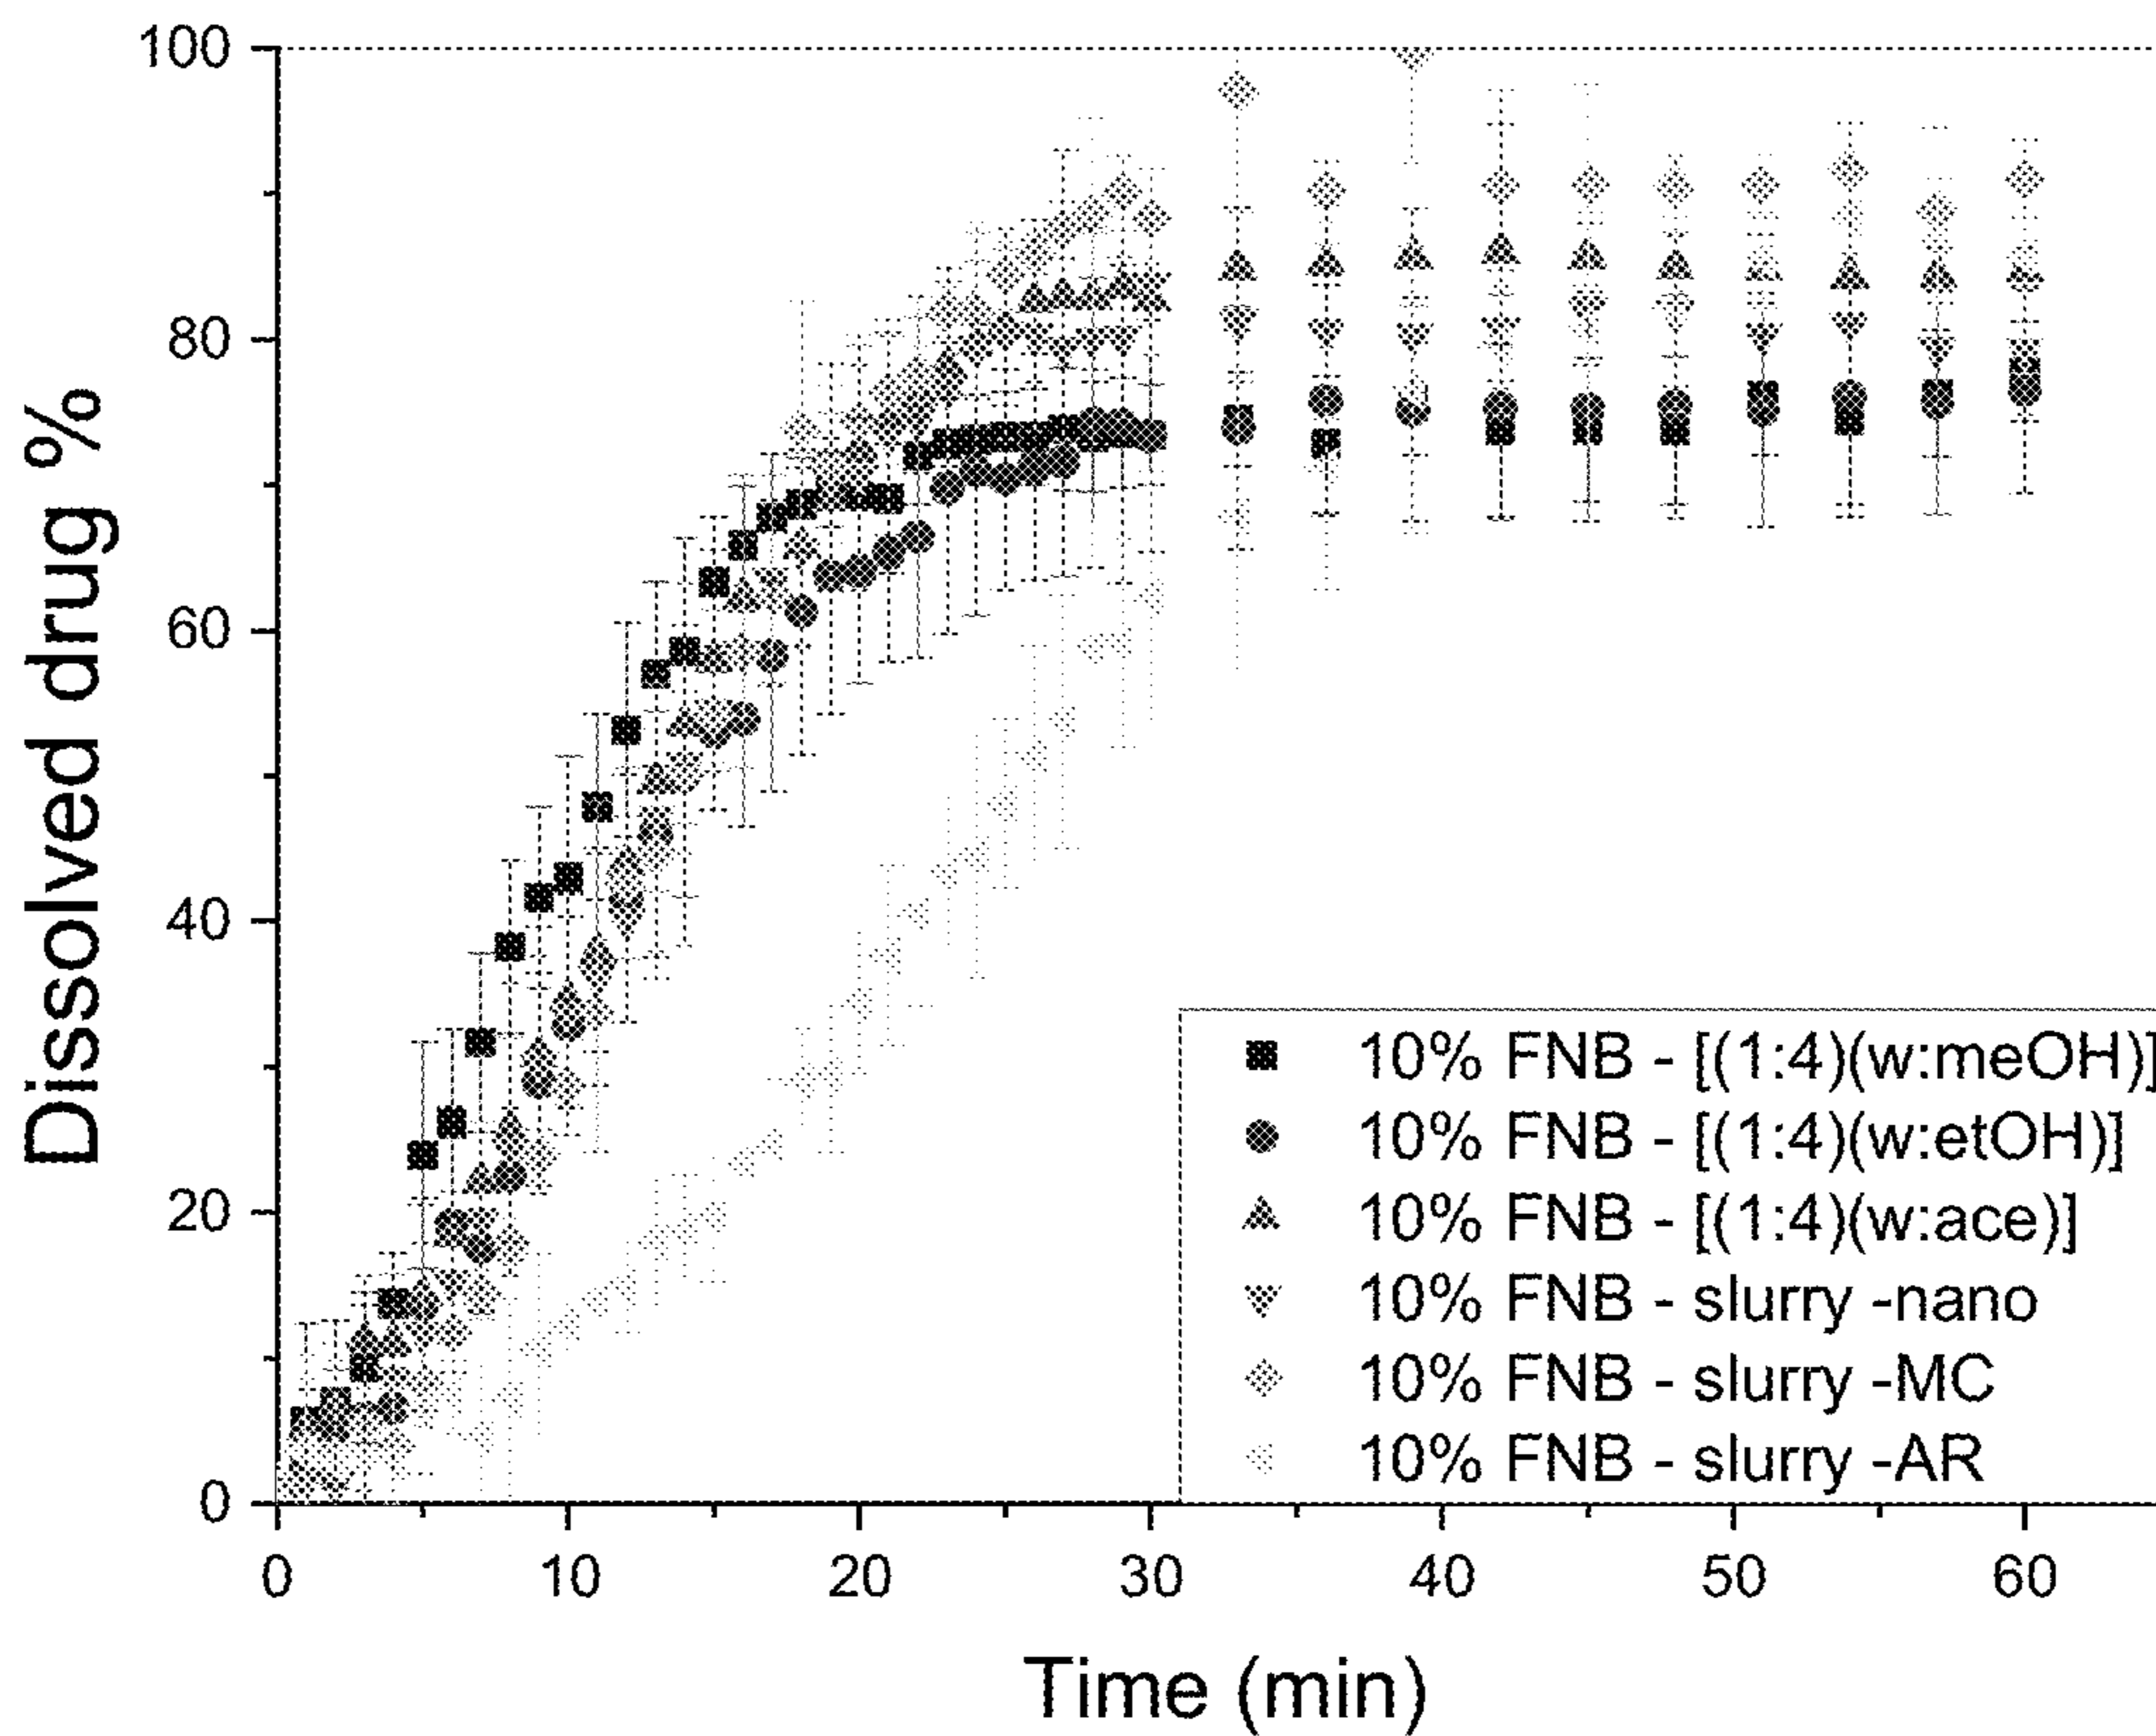 Dissolved drug %
100
80
60
40
20
0
0 10 20 30 40 50 60
Time (min)
10% FNB - [(1:4)(w:meOH)]
10% FNB - [(1:4)(w:etOH)]
10% FNB - [(1:4)(w:ace)]
10% FNB - slurry -nano
10% FNB - slurry -MC
10% FNB - slurry -AR